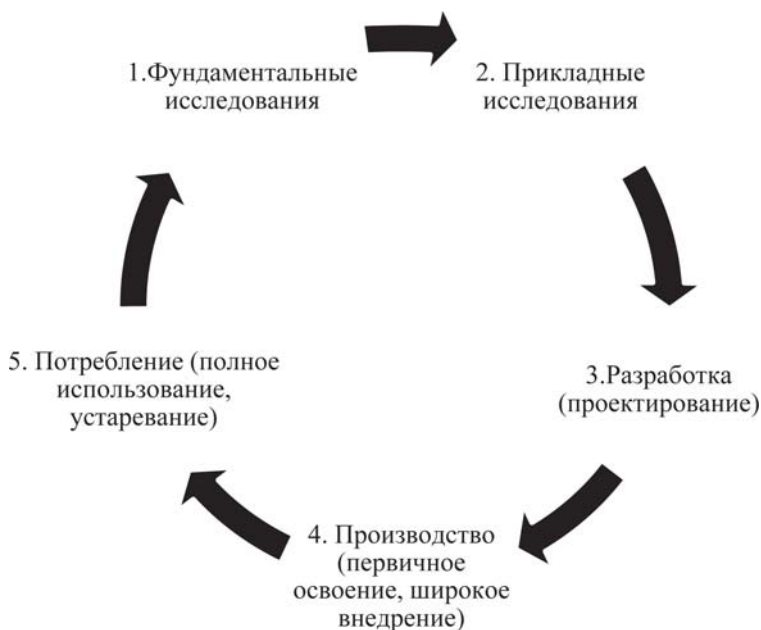 1.Фундаментальные
исследования
2. Прикладные
исследования
3.Разработка
(проектирование)
4. Производство
(первичное
освоение, широкое
внедрение)
5. Потребление (полное
использование,
устаревание)